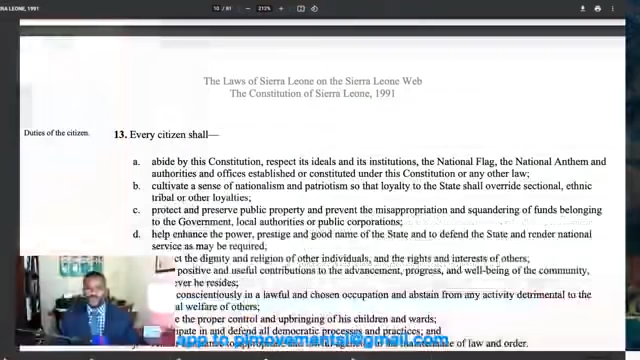 RA LEONE, 1991
10 / 81
212%
The Laws of Sierra Leone on the Sierra Leone Web
The Constitution of Sierra Leone, 1991
Duties of the citizen.
13. Every citizen shall—
a. abide by this Constitution, respect its ideals and its institutions, the National Flag, the National Anthem and
authorities and offices established or constituted under this Constitution or any other law;
b. cultivate a sense of nationalism and patriotism so that loyalty to the State shall override sectional, ethnic
tribal or other loyalties;
c. protect and preserve public property and prevent the misappropriation and squandering of funds belonging
to the Government, local authorities or public corporations;
d. help enhance the power, prestige and good name of the State and to defend the State and render national
service as may be required;
ct the dignity and religion of other individuals, and the rights and interests of others;
positive and useful contributions to the advancement, progress, and well-being of the community,
ever he resides;
conscientiously in a lawful and chosen occupation and abstain from any activity detrimental to the
al welfare of others;
e the proper control and upbringing of his children and wards;
ipate in and defend all democratic processes and practices; and
maintenance of law and order.